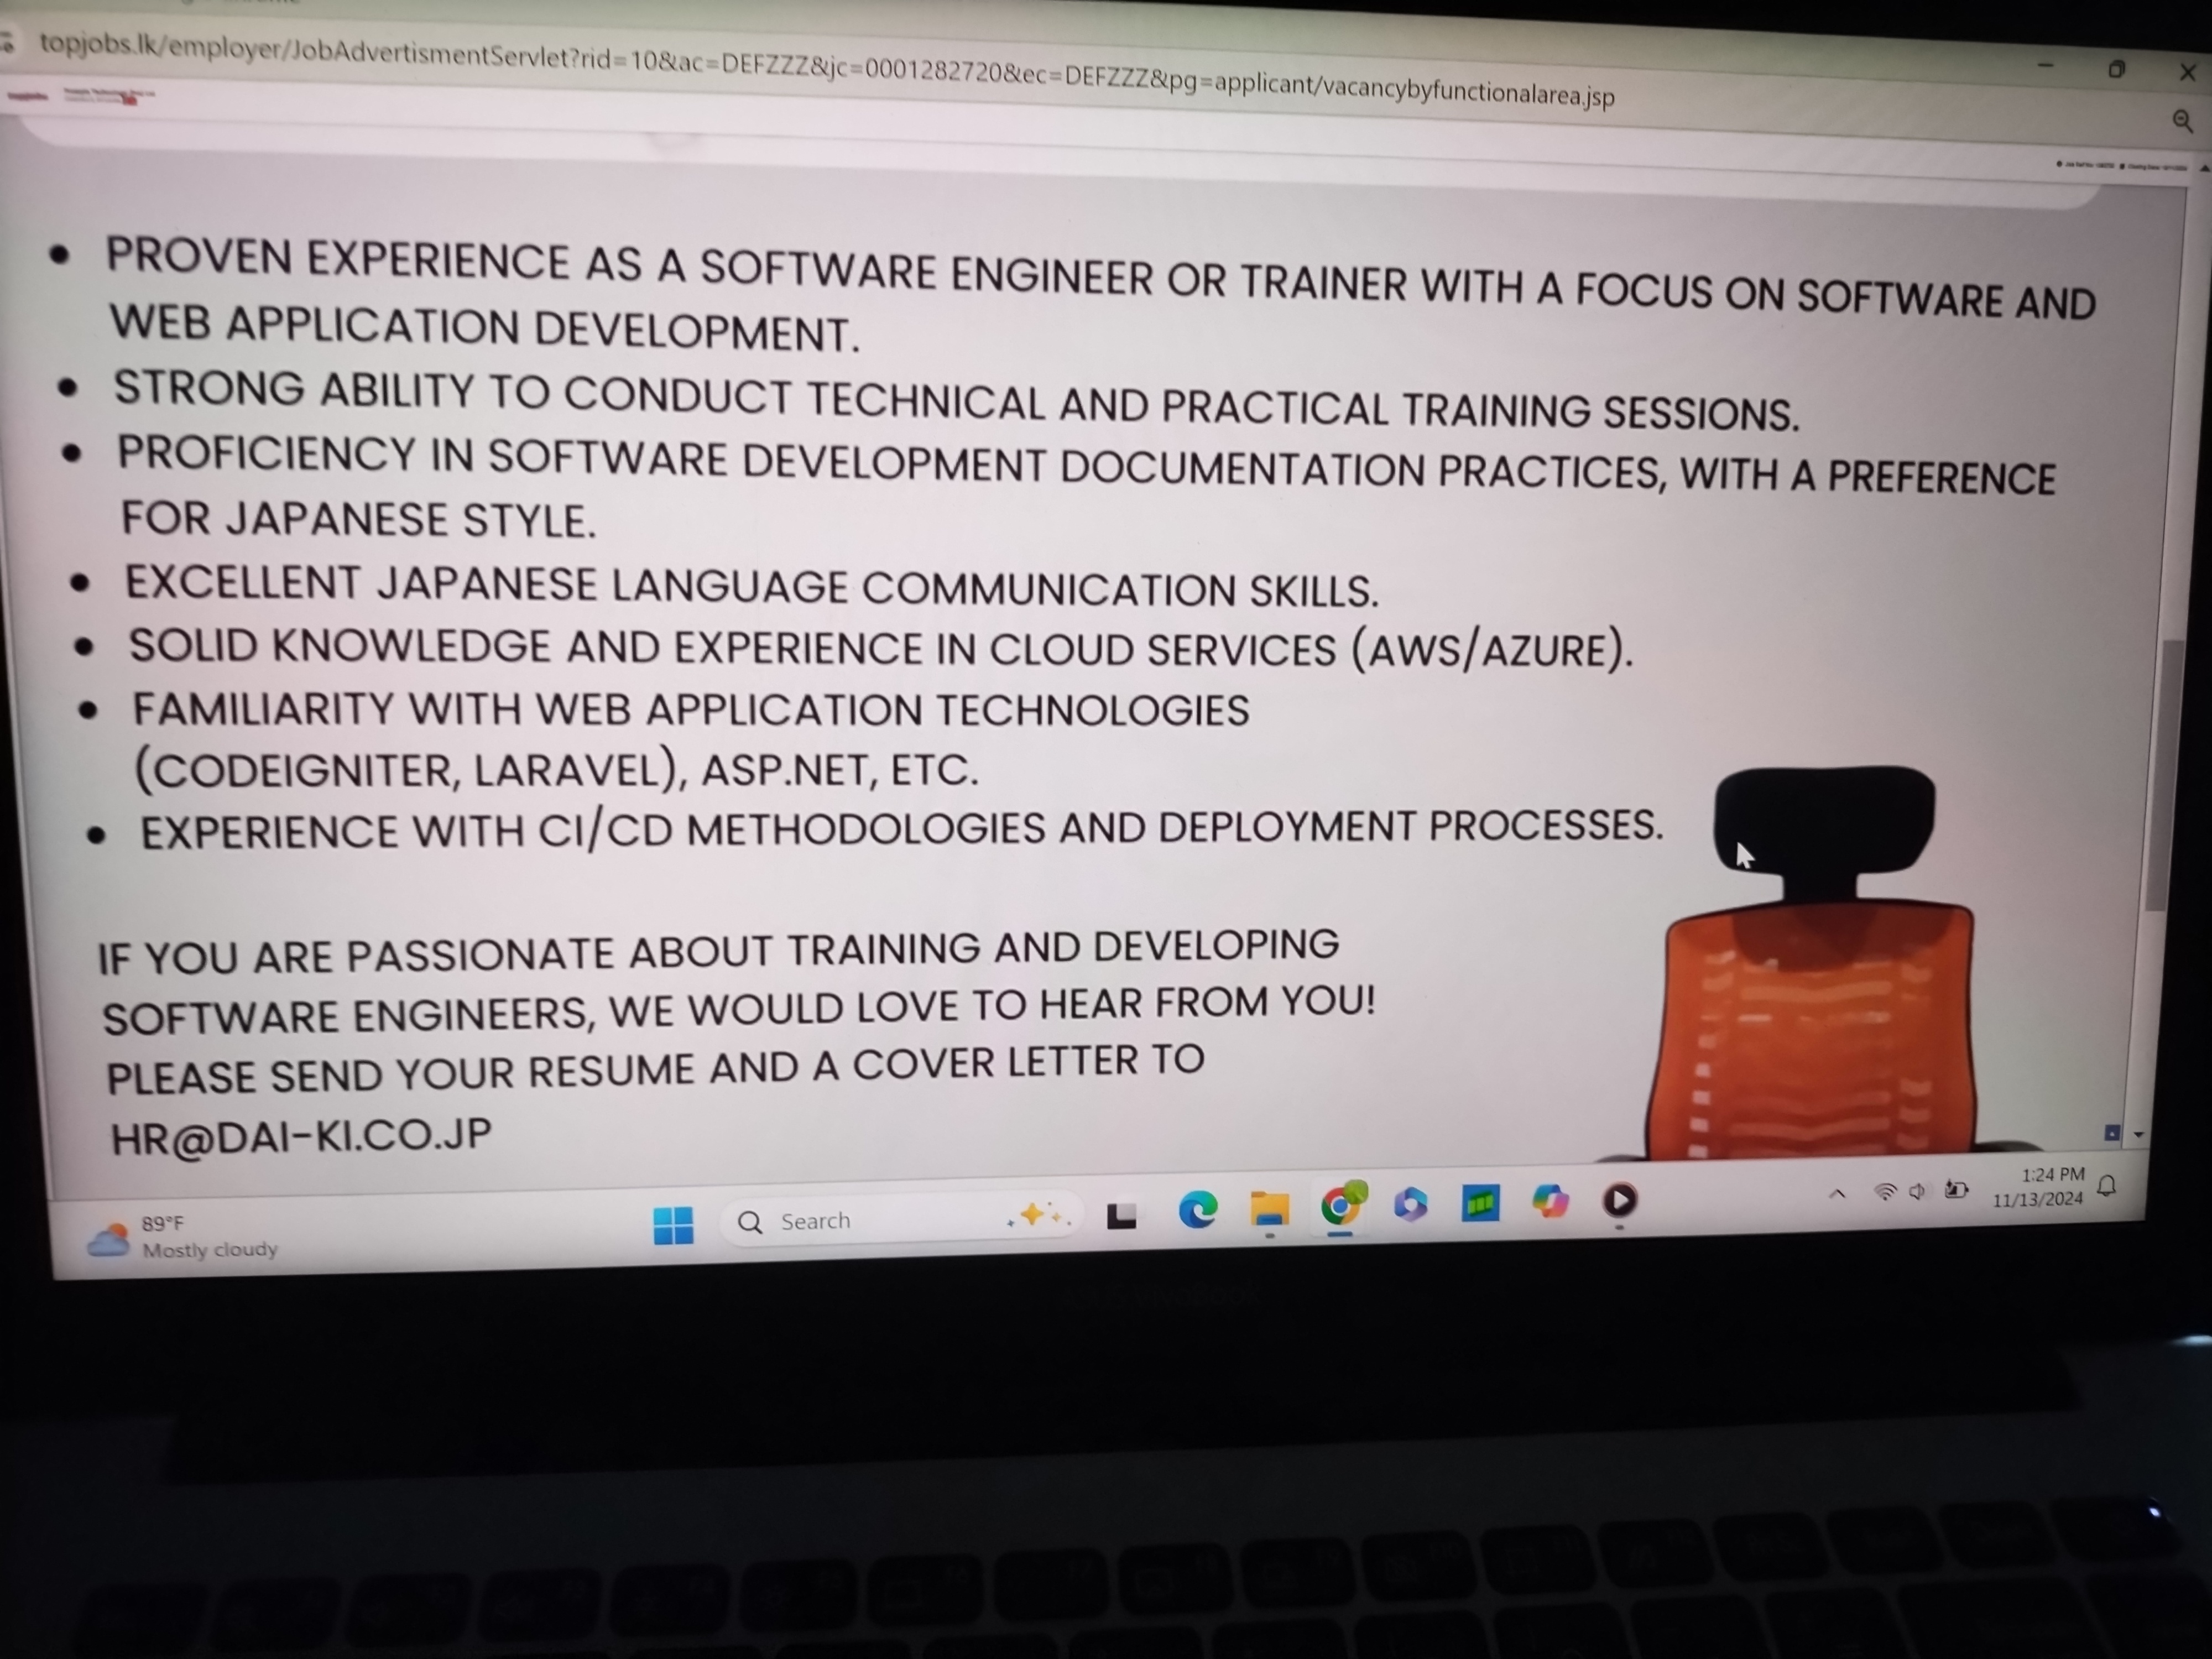 topjobs.lk/employer/JobAdvertismentServlet?rid=10&ac=DEFZZZ&jc=0001282720&ec=DEFZZZ&pg=applicant/vacancybyfunctionalarea.jsp
• PROVEN EXPERIENCE AS A SOFTWARE ENGINEER OR TRAINER WITH A FOCUS ON SOFTWARE AND
WEB APPLICATION DEVELOPMENT.
• STRONG ABILITY TO CONDUCT TECHNICAL AND PRACTICAL TRAINING SESSIONS.
• PROFICIENCY IN SOFTWARE DEVELOPMENT DOCUMENTATION PRACTICES, WITH A PREFERENCE
FOR JAPANESE STYLE.
• EXCELLENT JAPANESE LANGUAGE COMMUNICATION SKILLS.
• SOLID KNOWLEDGE AND EXPERIENCE IN CLOUD SERVICES (AWS/AZURE).
• FAMILIARITY WITH WEB APPLICATION TECHNOLOGIES
(CODEIGNITER, LARAVEL), ASP.NET, ETC.
• EXPERIENCE WITH CI/CD METHODOLOGIES AND DEPLOYMENT PROCESSES.
IF YOU ARE PASSIONATE ABOUT TRAINING AND DEVELOPING
SOFTWARE ENGINEERS, WE WOULD LOVE TO HEAR FROM YOU!
PLEASE SEND YOUR RESUME AND A COVER LETTER TO
HR@DAI-KI.CO.JP
89°F
Mostly cloudy
Search
1:24 PM
11/13/2024